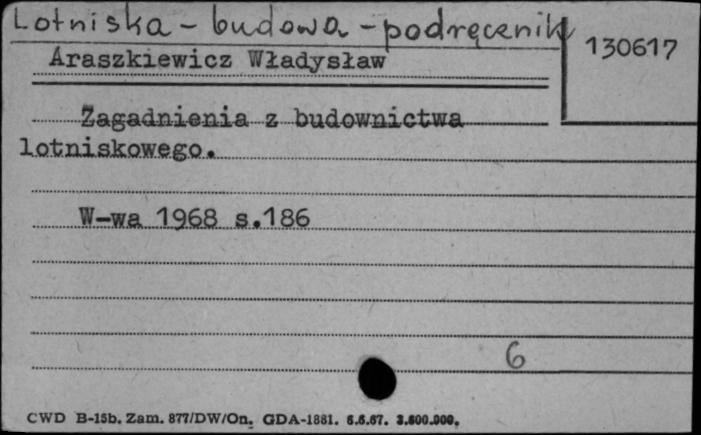 Lotniska - budowa - podręcznik
130617
Araszkiewicz Władysław
Zagadnienia z budownictwa
lotniskowego.
W-wa 1968 s.186
6
CWD B-15b. Zam. 877/DW/On. GDA-1881. 6.6.67. 3.600.000.